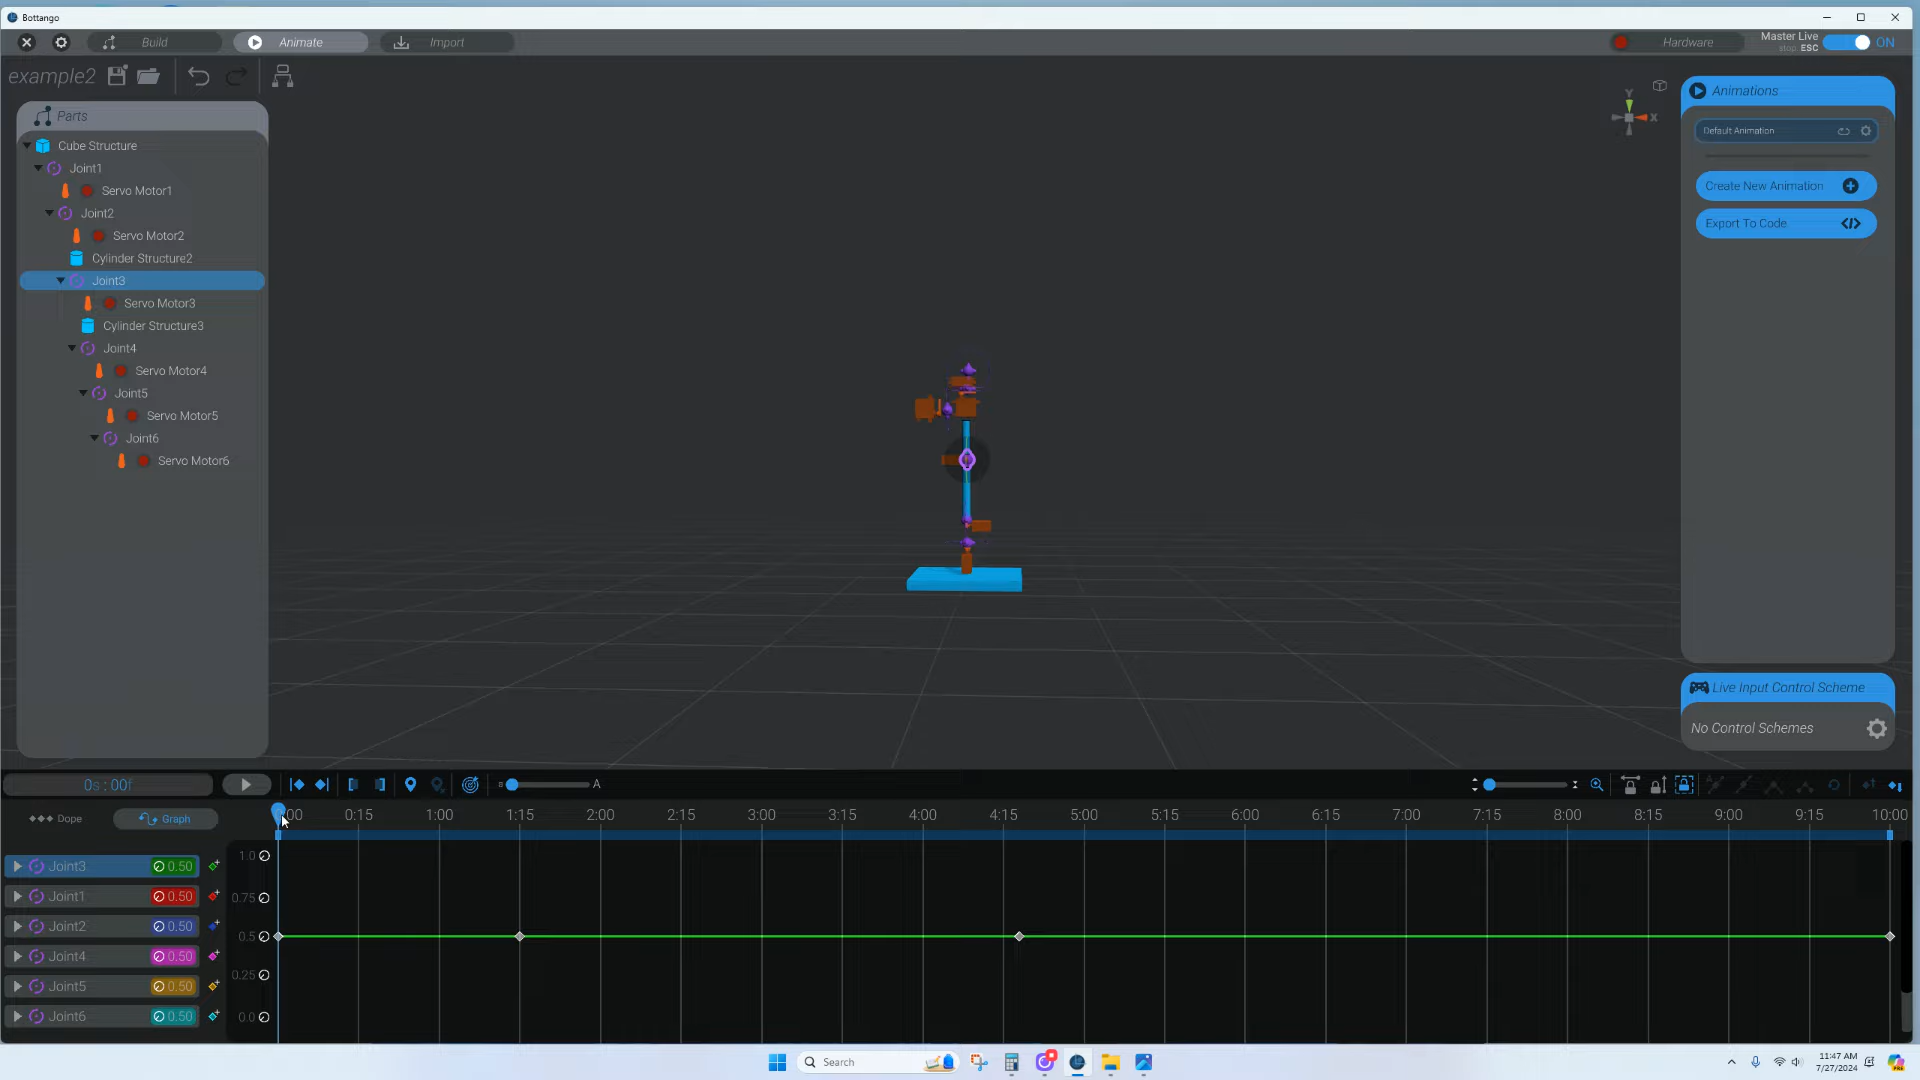 Bottango
Build
Animate
Import
Hardware
Master Live
stop ESC
ON
example2
Parts
Cube Structure
Joint1
Servo Motor1
Joint2
Servo Motor2
Cylinder Structure2
Joint3
Servo Motor3
Cylinder Structure3
Joint4
Servo Motor4
Joint5
Servo Motor5
Joint6
Servo Motor6
Y
X
Animations
Default Animation
Create New Animation
Export To Code
Live Input Control Scheme
No Control Schemes
0s : 00f
A
Dope
Graph
:00 0:15 1:00 1:15 2:00 2:15 3:00 3:15 4:00 4:15 5:00 5:15 6:00 6:15 7:00 7:15 8:00 8:15 9:00 9:15 10:00
Joint3 0.50
Joint1 0.50
Joint2 0.50
Joint4 0.50
Joint5 0.50
Joint6 0.50
1.0
0.75
0.5
0.25
0.0
Search
11:47 AM
7/27/2024
PRE